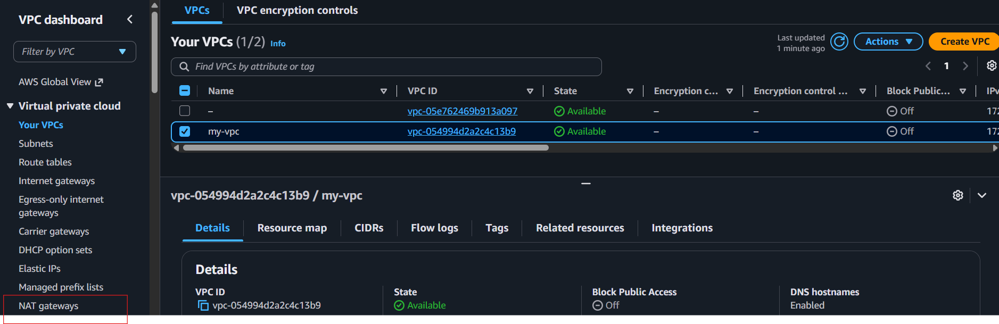 VPC dashboard
Filter by VPC
AWS Global View
Virtual private cloud
Your VPCs
Subnets
Route tables
Internet gateways
Egress-only internet
gateways
Carrier gateways
DHCP option sets
Elastic IPs
Managed prefix lists
NAT gateways
VPCs VPC encryption controls
Your VPCs (1/2) Info
Last updated
1 minute ago
Actions
Create VPC
Find VPCs by attribute or tag
1
Name VPC ID State Encryption c... Encryption control ... Block Public... IPv
– vpc-05e762469b913a097 Available – – Off 172
my-vpc vpc-054994d2a2c4c13b9 Available – – Off 172
vpc-054994d2a2c4c13b9 / my-vpc
Details Resource map CIDRs Flow logs Tags Related resources Integrations
Details
VPC ID State Block Public Access DNS hostnames
vpc-054994d2a2c4c13b9 Available Off Enabled